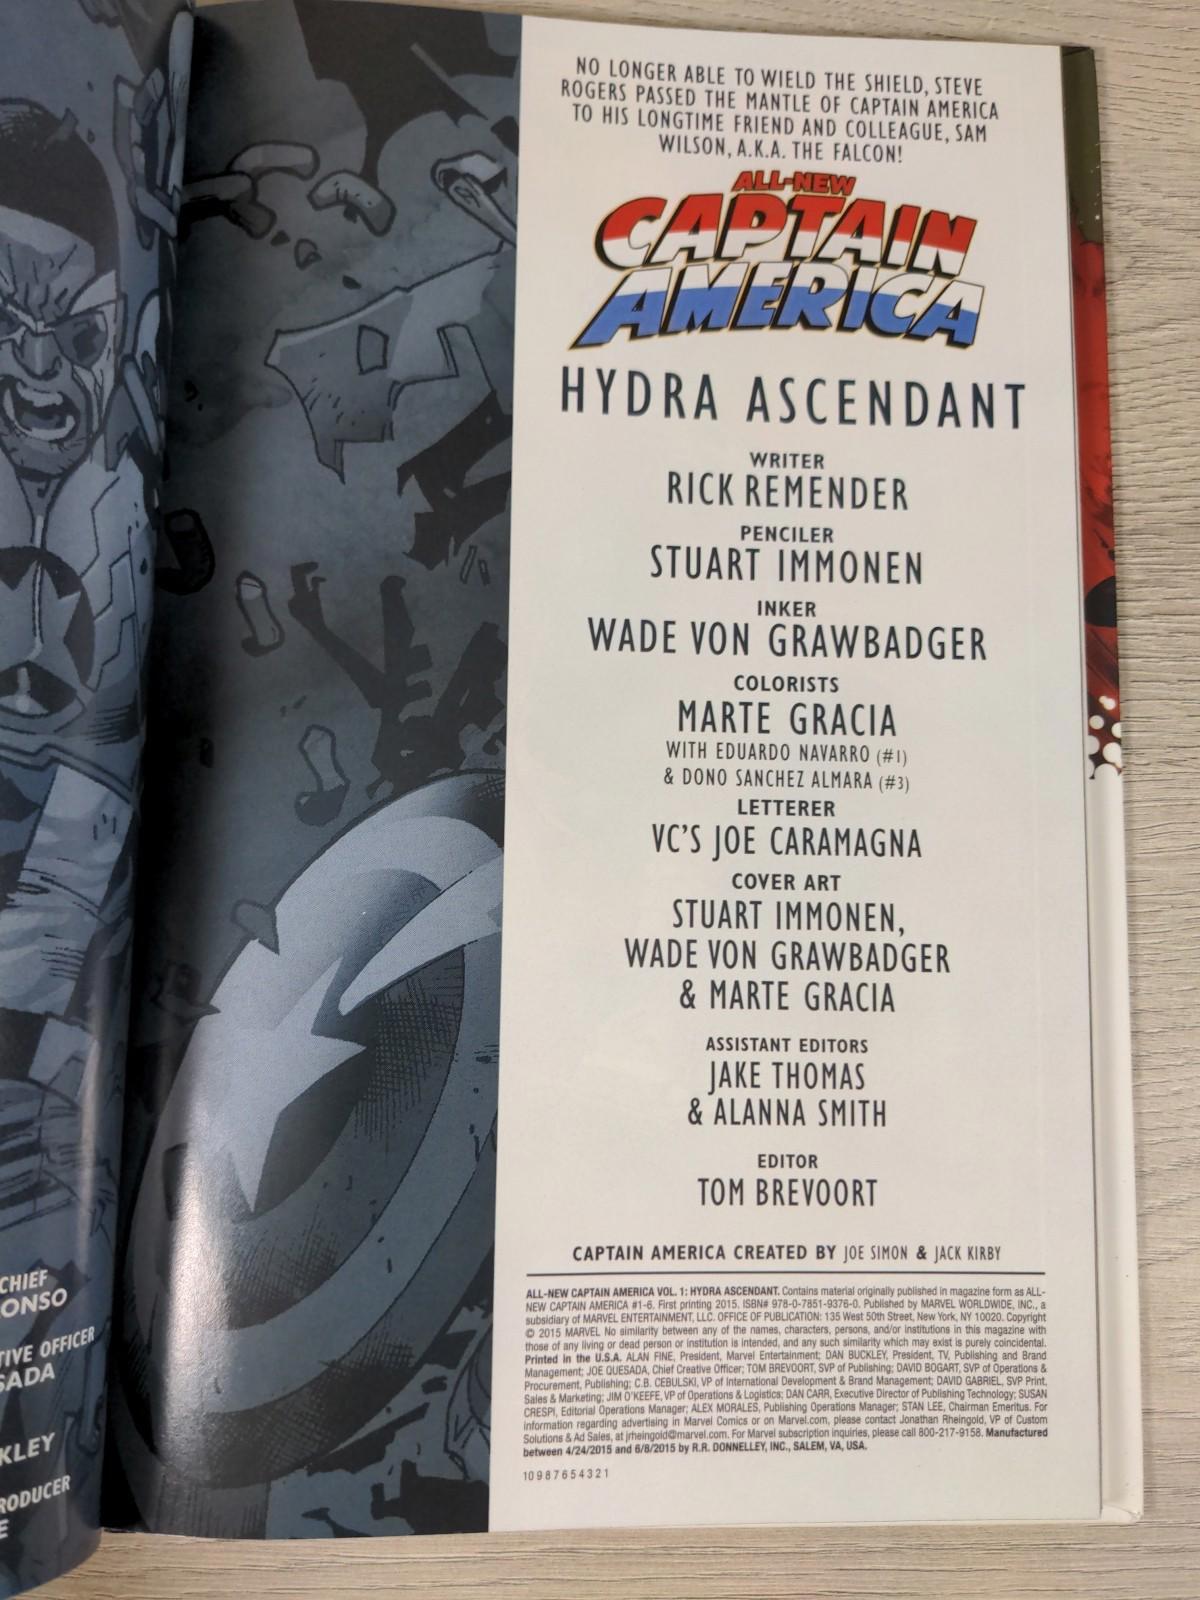 CHIEF
ONSO
TIVE OFFICER
SADA
KLEY
RODUCER
E
NO LONGER ABLE TO WIELD THE SHIELD, STEVE
ROGERS PASSED THE MANTLE OF CAPTAIN AMERICA
TO HIS LONGTIME FRIEND AND COLLEAGUE, SAM
WILSON, A.K.A. THE FALCON!
ALL-NEW
CAPTAIN
AMERICA
HYDRA ASCENDANT
WRITER
RICK REMENDER
PENCILER
STUART IMMONEN
INKER
WADE VON GRAWBADGER
COLORISTS
MARTE GRACIA
WITH EDUARDO NAVARRO (#1)
& DONO SANCHEZ ALMARA (#3)
LETTERER
VC'S JOE CARAMAGNA
COVER ART
STUART IMMONEN,
WADE VON GRAWBADGER
& MARTE GRACIA
ASSISTANT EDITORS
JAKE THOMAS
& ALANNA SMITH
EDITOR
TOM BREVOORT
CAPTAIN AMERICA CREATED BY JOE SIMON & JACK KIRBY
ALL-NEW CAPTAIN AMERICA VOL. 1: HYDRA ASCENDANT. Contains material originally published in magazine form as ALL-
NEW CAPTAIN AMERICA #1-6. First printing 2015. ISBN# 978-0-7851-9376-0. Published by MARVEL WORLDWIDE, INC., a
subsidiary of MARVEL ENTERTAINMENT, LLC. OFFICE OF PUBLICATION: 135 West 50th Street, New York, NY 10020. Copyright
© 2015 MARVEL No similarity between any of the names, characters, persons, and/or institutions in this magazine with
those of any living or dead person or institution is intended, and any such similarity which may exist is purely coincidental.
Printed in the U.S.A. ALAN FINE, President, Marvel Entertainment; DAN BUCKLEY, President, TV, Publishing and Brand
Management; JOE QUESADA, Chief Creative Officer; TOM BREVOORT, SVP of Publishing; DAVID BOGART, SVP of Operations &
Procurement, Publishing; C.B. CEBULSKI, VP of International Development & Brand Management; DAVID GABRIEL, SVP Print,
Sales & Marketing; JIM O'KEEFE, VP of Operations & Logistics; DAN CARR, Executive Director of Publishing Technology; SUSAN
CRESPI, Editorial Operations Manager; ALEX MORALES, Publishing Operations Manager; STAN LEE, Chairman Emeritus. For
information regarding advertising in Marvel Comics or on Marvel.com, please contact Jonathan Rheingold, VP of Custom
Solutions & Ad Sales, at jrheingold@marvel.com. For Marvel subscription inquiries, please call 800-217-9158. Manufactured
between 4/24/2015 and 6/8/2015 by R.R. DONNELLEY, INC., SALEM, VA, USA.
10 9 8 7 6 5 4 3 2 1